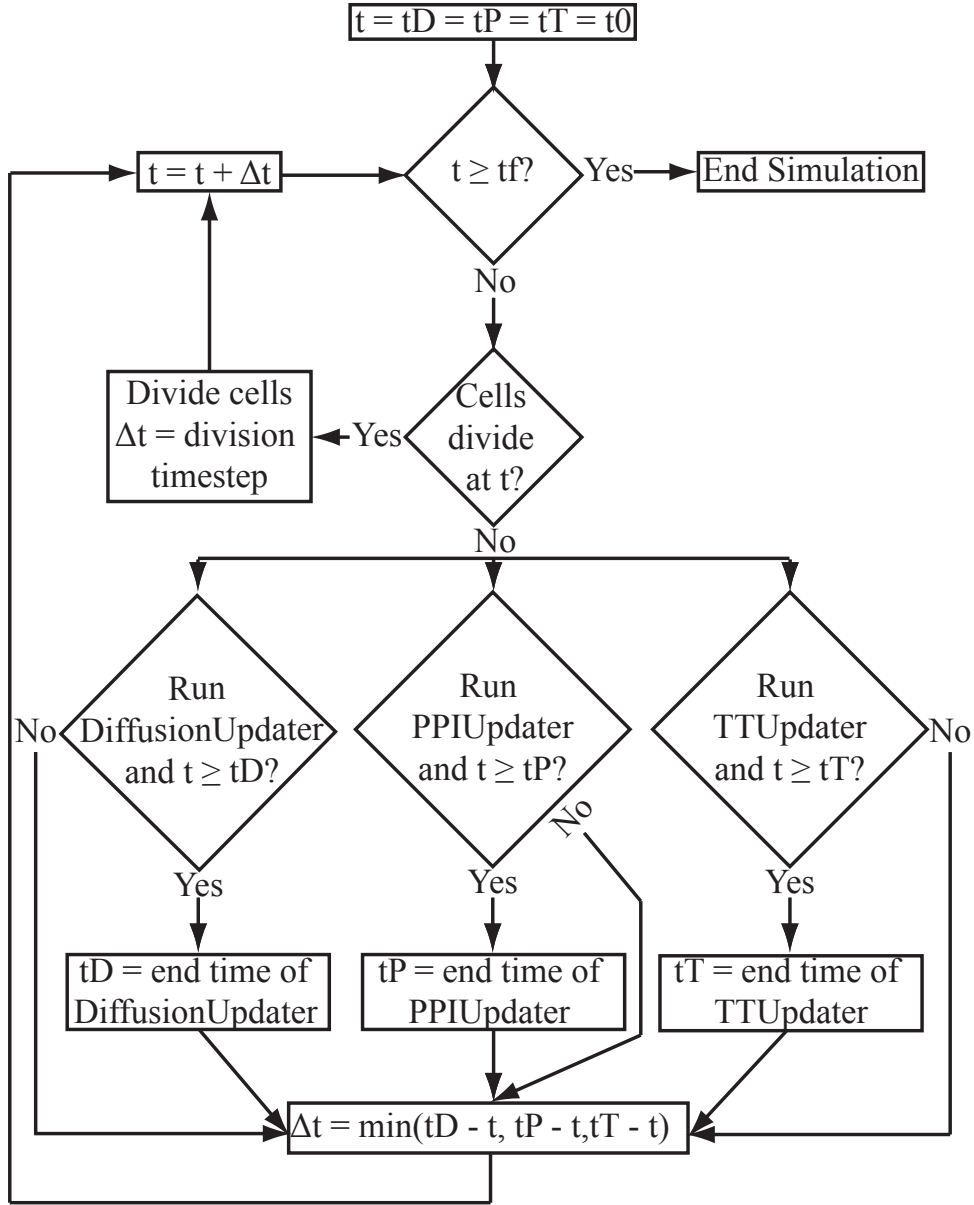 t = tD = tP = tT = t0
t = t + Δt
t ≥ tf?
Yes
End Simulation
No
Divide cells
Δt = division
timestep
Yes
Cells
divide
at t?
No
Run
DiffusionUpdater
and t ≥ tD?
No
Run
PPIUpdater
and t ≥ tP?
No
Run
TTUpdater
and t ≥ tT?
No
Yes
Yes
Yes
tD = end time of
DiffusionUpdater
tP = end time of
PPIUpdater
tT = end time of
TTUpdater
Δt = min(tD - t, tP - t,tT - t)